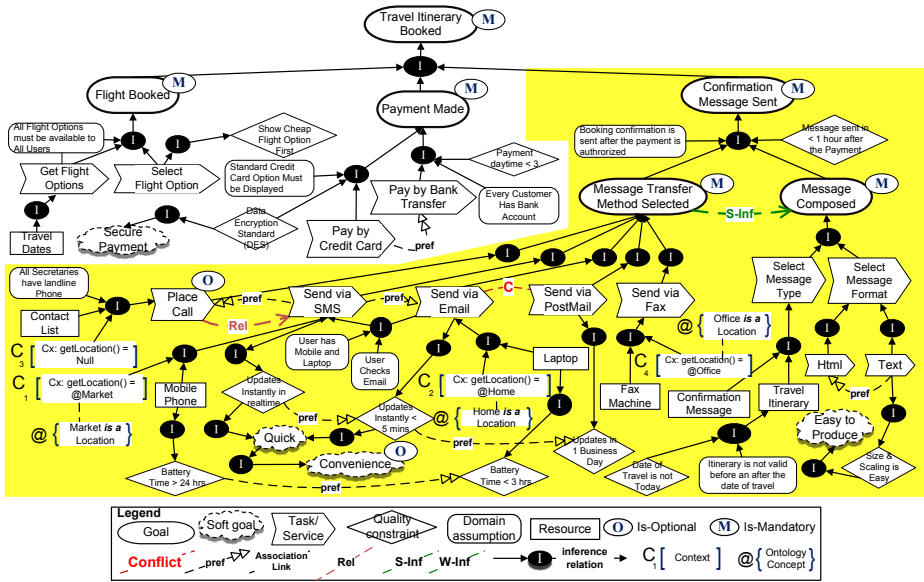 Travel Itinerary
Booked
M
I
Flight Booked
M
Payment Made
M
Confirmation
Message Sent
M
All Flight Options
must be available to
All Users
I
I
Show Cheap
Flight Option
First
Get Flight
Options
Select
Flight Option
Standard Credit
Card Option Must
be Displayed
I
I
Payment
daytime < 3
Booking confirmation is
sent after the payment is
authorized
I
Message sent in
< 1 hour after
the Payment
Pay by Bank
Transfer
Every Customer
Has Bank
Account
I
Travel
Dates
Secure
Payment
I
Data
Encryption
Standard
(DES)
Pay by
Credit Card
pref
Message Transfer
Method Selected
M
S-Inf
Message
Composed
M
I
I
I
I
I
I
All Secretaries
have landline
Phone
Contact
List
I
Place
Call
O
pref
Rel
Send via
SMS
pref
Send via
Email
C
Send via
PostMail
Send via
Fax
Select
Message
Type
Select
Message
Format
C3 [ Cx: getLocation() =
Null ]
C1 [ Cx: getLocation() =
@Market ]
@ { Market is a
Location }
I
Mobile
Phone
I
User has
Mobile and
Laptop
I
User
Checks
Email
I
I
Laptop
C2 [ Cx: getLocation() =
@Home ]
@ { Home is a
Location }
I
I
@ { Office is a
Location }
C4 [ Cx: getLocation() =
@Office ]
Fax
Machine
I
I
I
Html
Text
pref
Confirmation
Message
Travel
Itinerary
Updates
Instantly in
realtime
pref
Updates
Instantly <
5 mins
pref
Updates in
1 Business
Day
I
I
Quick
I
I
Convenience
O
I
I
Battery
Time > 24 hrs
pref
Battery
Time < 3 hrs
Date of
Travel is not
Today
I
Itinerary is not valid
before an after the
date of travel
Easy to
Produce
I
I
Size &
Scaling is
Easy
Legend
Goal
Soft goal
Task/
Service
Quality
constraint
Domain
assumption
Resource
O
Is-Optional
M
Is-Mandatory
Conflict
pref
Association
Link
Rel
S-Inf
W-Inf
I
inference
relation
C1 [ Context ]
@ { Ontology
Concept }